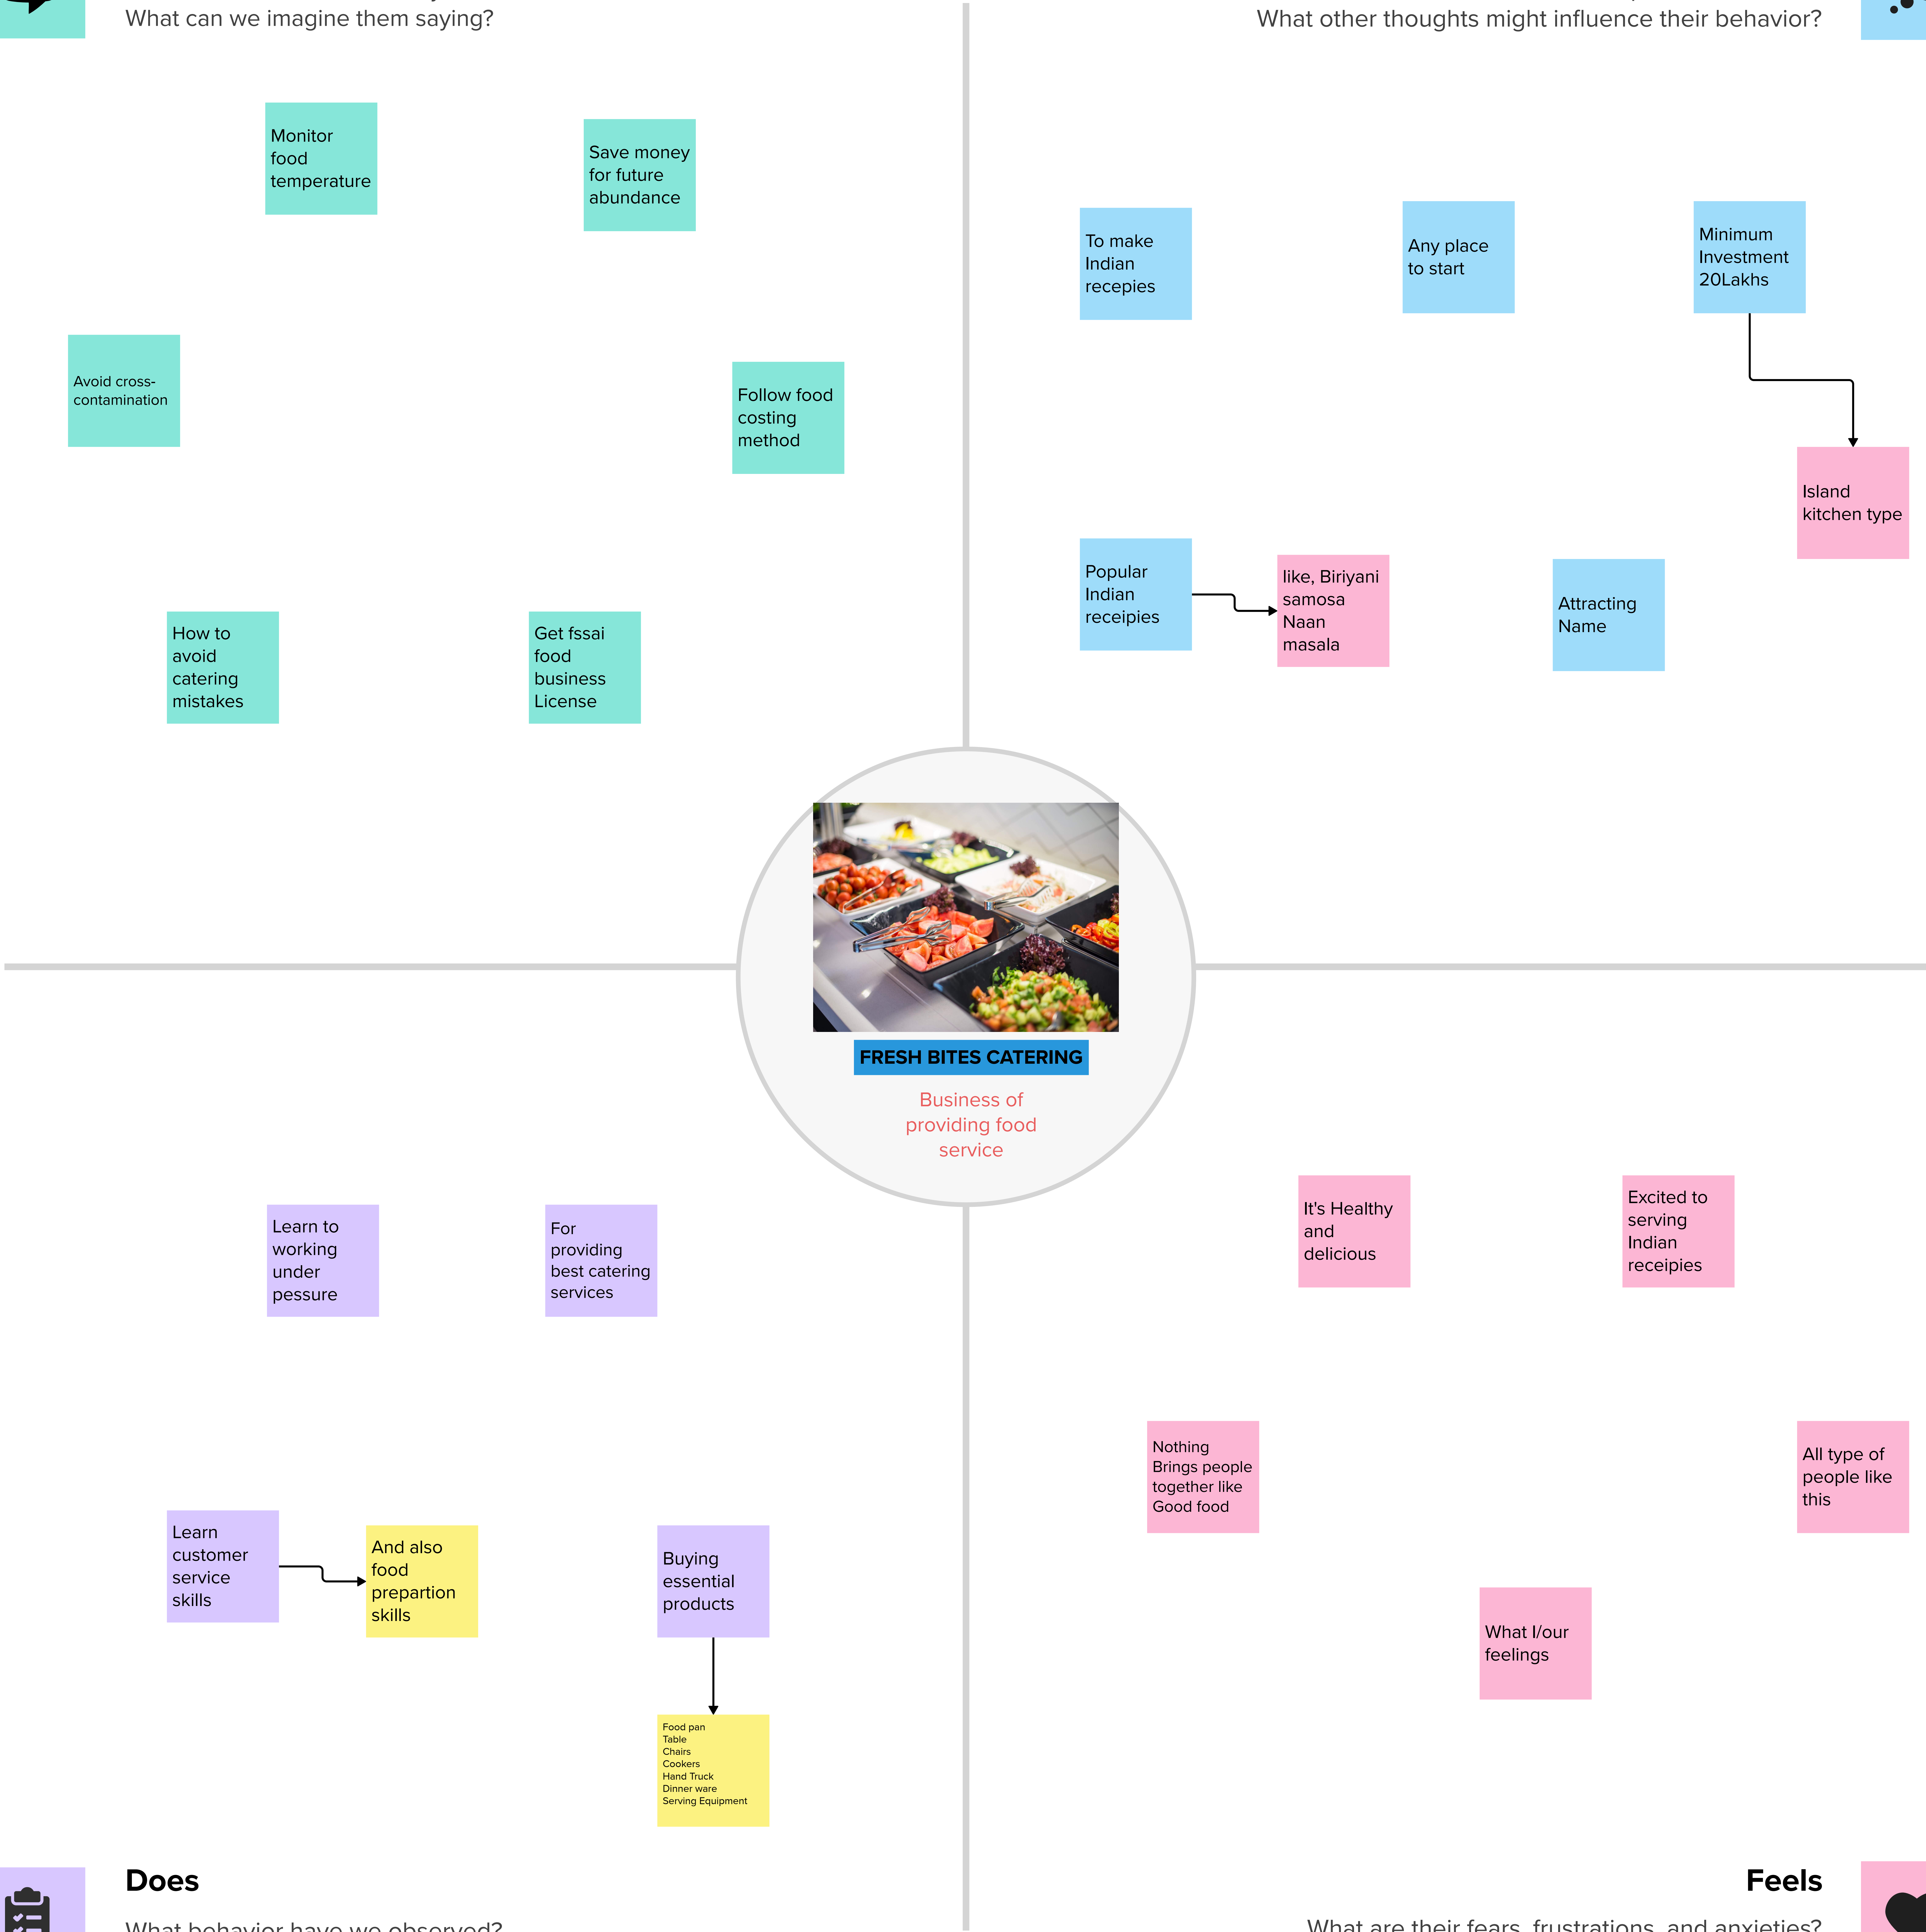 What can we imagine them saying?
What other thoughts might influence their behavior?
Monitor
food
temperature
Save money
for future
abundance
Avoid cross-
contamination
Follow food
costing
method
How to
avoid
catering
mistakes
Get fssai
food
business
License
To make
Indian
recepies
Any place
to start
Minimum
Investment
20Lakhs
Island
kitchen type
Popular
Indian
receipies
like, Biriyani
samosa
Naan
masala
Attracting
Name
FRESH BITES CATERING
Business of
providing food
service
Learn to
working
under
pessure
For
providing
best catering
services
Learn
customer
service
skills
And also
food
prepartion
skills
Buying
essential
products
Food pan
Table
Chairs
Cookers
Hand Truck
Dinner ware
Serving Equipment
It's Healthy
and
delicious
Excited to
serving
Indian
receipies
Nothing
Brings people
together like
Good food
All type of
people like
this
What I/our
feelings
Does
What behavior have we observed?
Feels
What are their fears, frustrations, and anxieties?